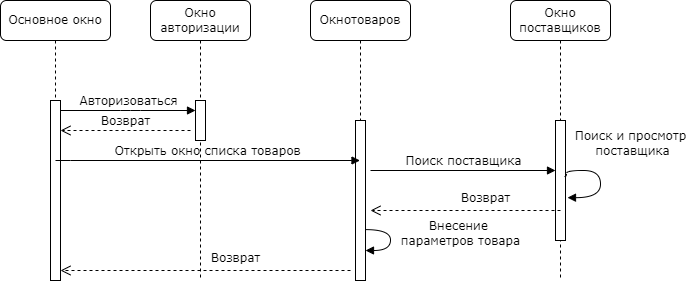 Основное окно
Окно
авторизации
Окнотоваров
Окно
поставщиков
Авторизоваться
Возврат
Открыть окно списка товаров
Поиск и просмотр
поставщика
Поиск поставщика
Возврат
Внесение
параметров товара
Возврат